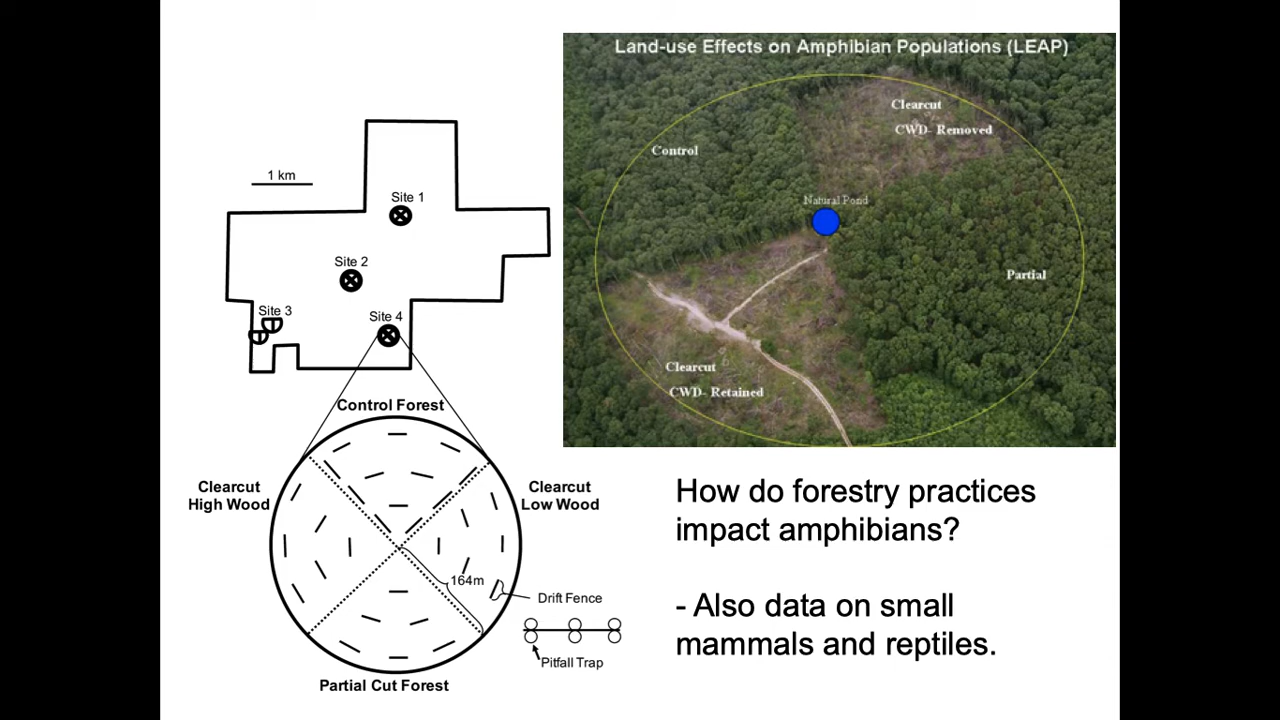 Land-use Effects on Amphibian Populations (LEAP)
Clearcut
CWD- Removed
Control
Natural Pond
Partial
Clearcut
CWD- Retained
1 km
Site 1
Site 2
Site 3
Site 4
Control Forest
Clearcut
High Wood
Clearcut
Low Wood
164m
Drift Fence
Pitfall Trap
Partial Cut Forest
How do forestry practices
impact amphibians?
- Also data on small
mammals and reptiles.